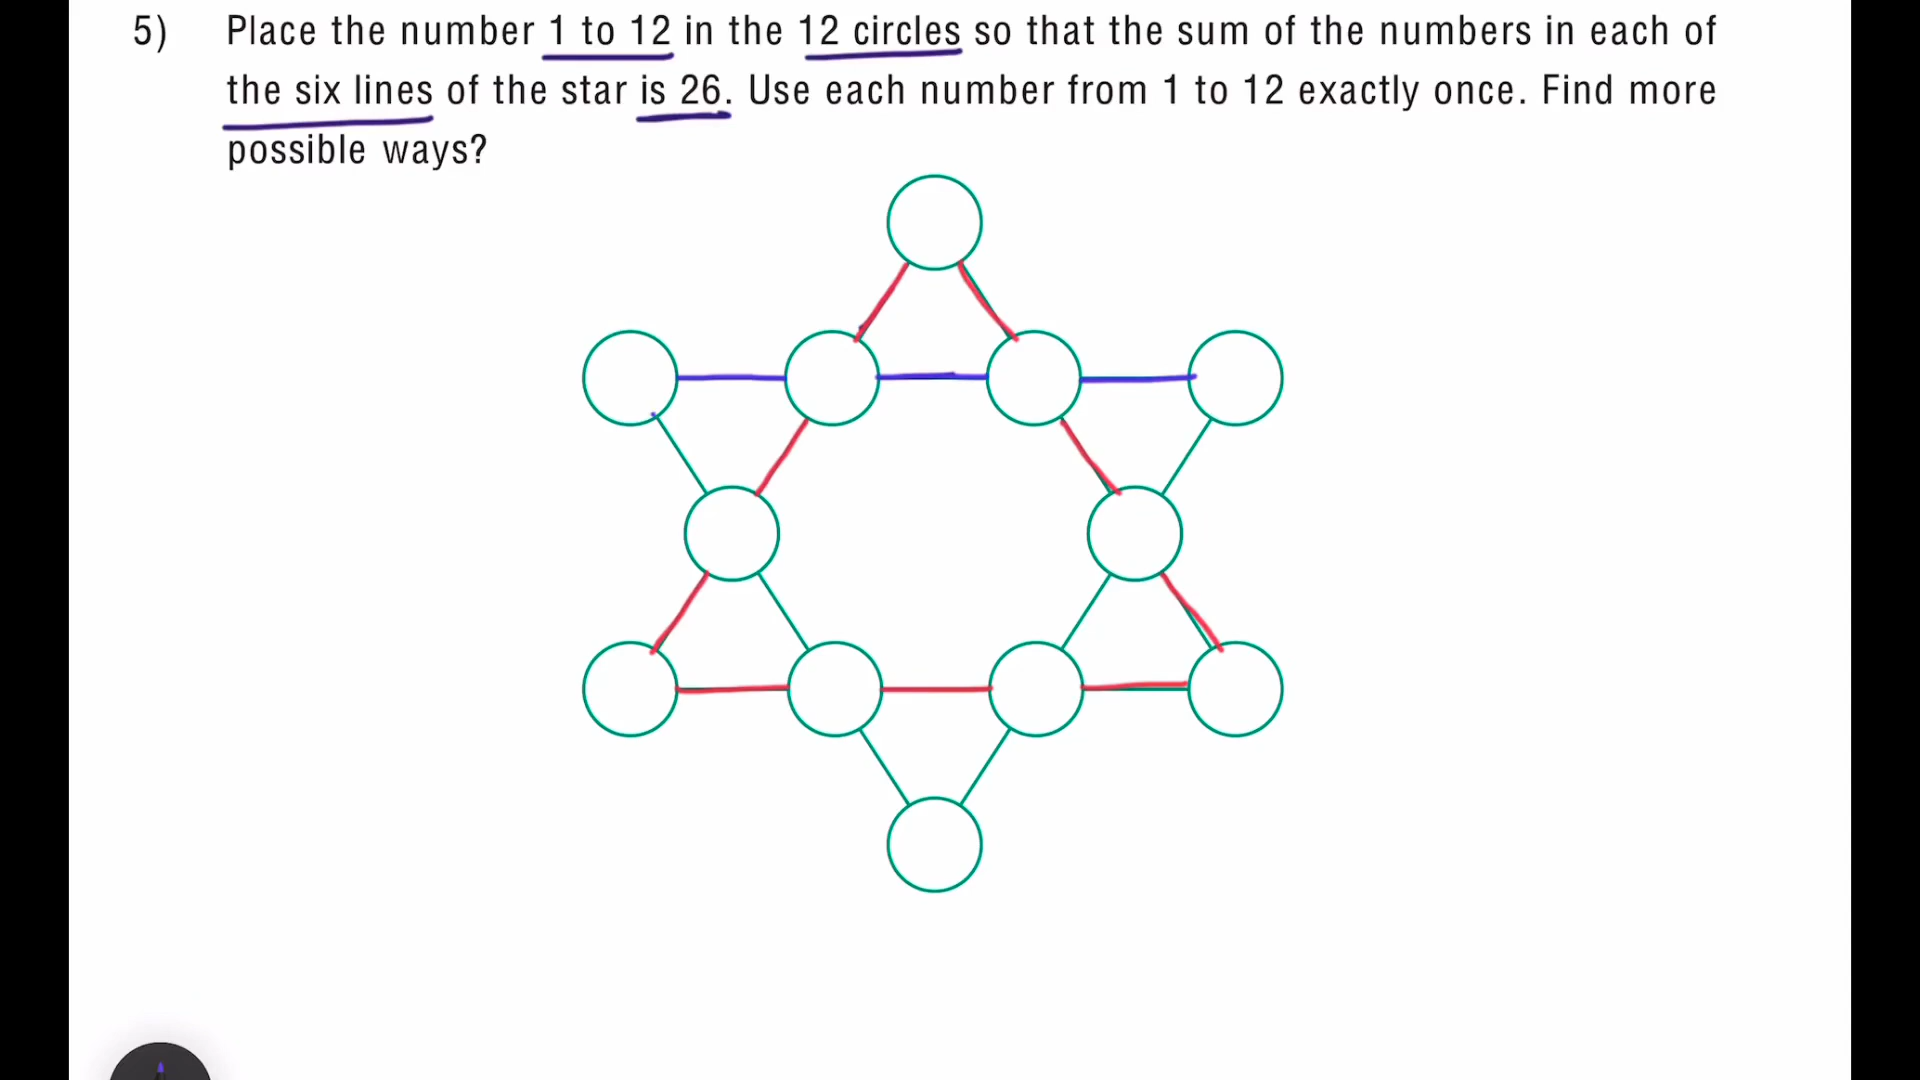 5) Place the number 1 to 12 in the 12 circles so that the sum of the numbers in each of
the six lines of the star is 26. Use each number from 1 to 12 exactly once. Find more
possible ways?